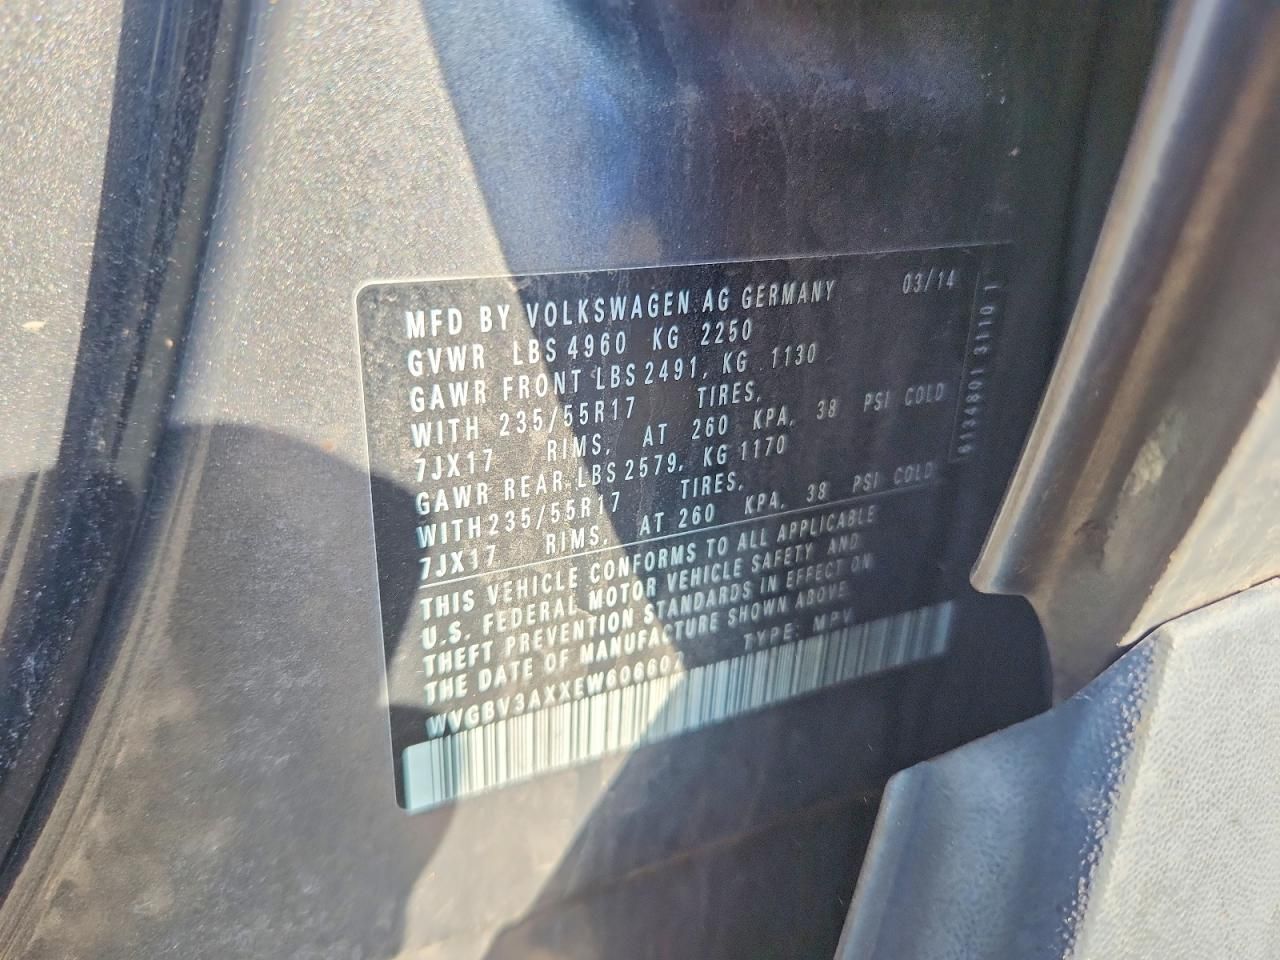 MFD BY VOLKSWAGEN AG GERMANY 03/14
GVWR LBS 4960 KG 2250
GAWR FRONT LBS 2491, KG 1130
WITH 235/55R17 TIRES,
7JX17 RIMS, AT 260 KPA, 38 PSI COLD
GAWR REAR LBS 2579, KG 1170
WITH 235/55R17 TIRES,
7JX17 RIMS, AT 260 KPA, 38 PSI COLD
THIS VEHICLE CONFORMS TO ALL APPLICABLE
U.S. FEDERAL MOTOR VEHICLE SAFETY AND
THEFT PREVENTION STANDARDS IN EFFECT ON
THE DATE OF MANUFACTURE SHOWN ABOVE
TYPE: MPV